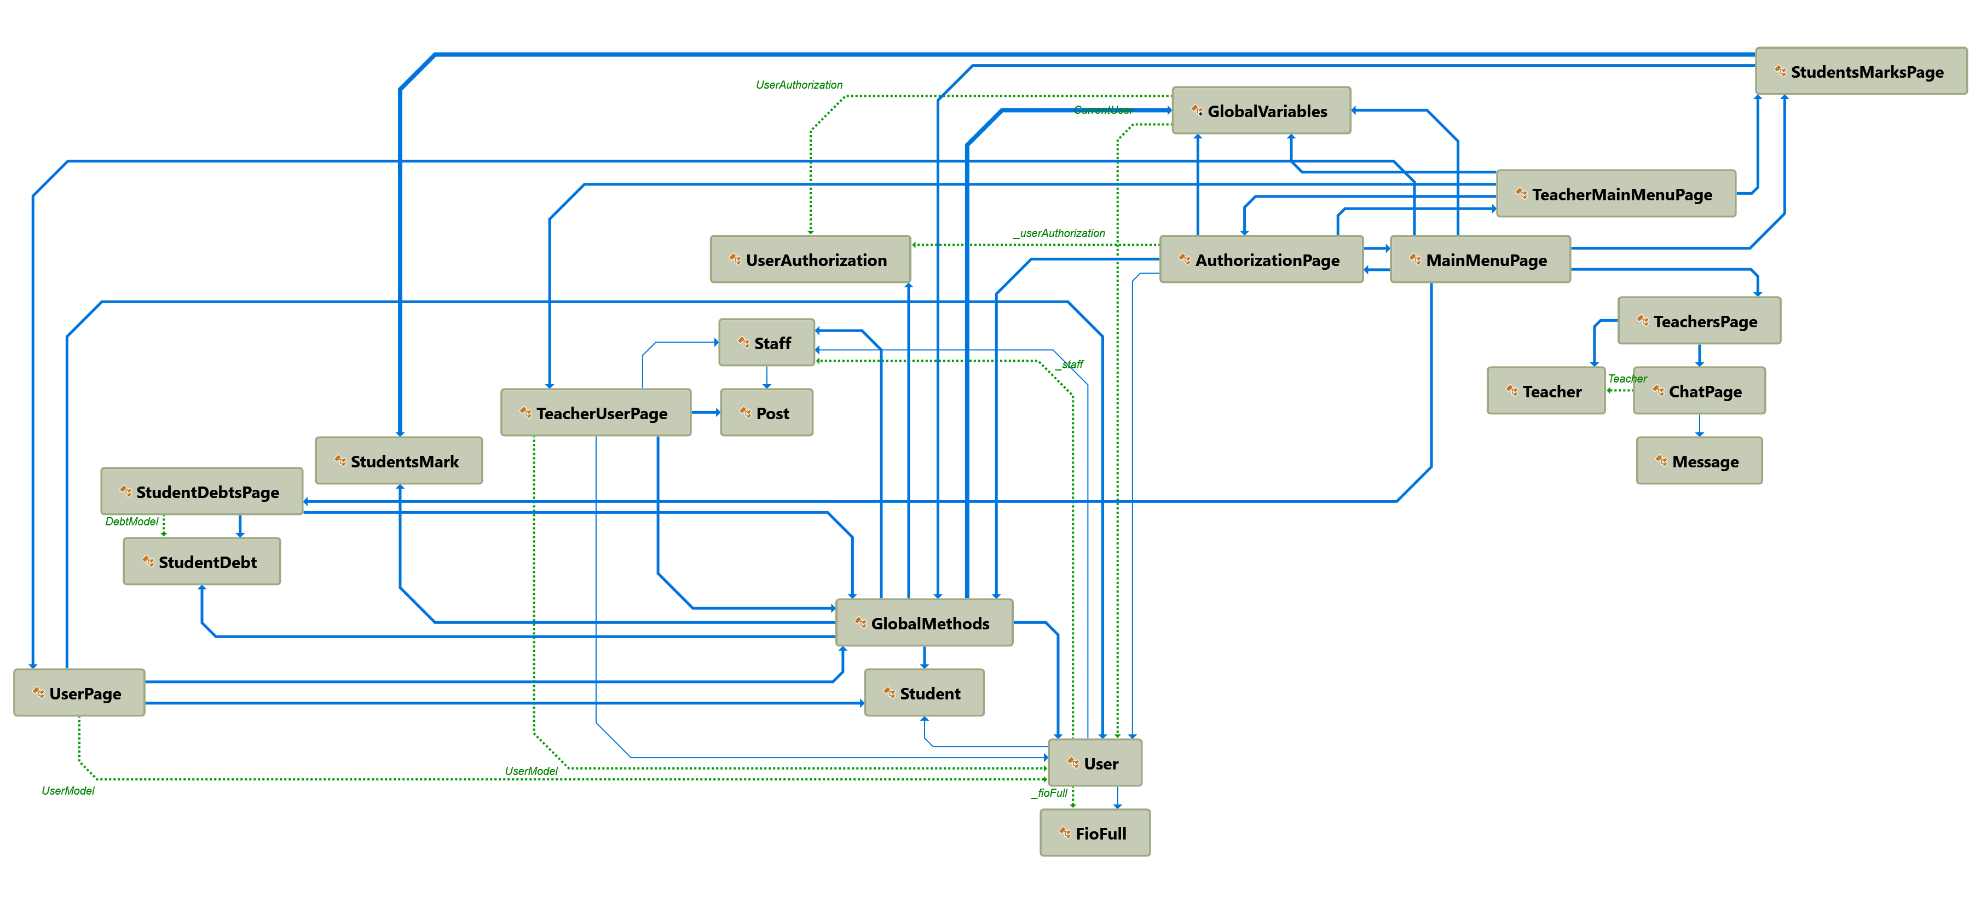 StudentsMarksPage
UserAuthorization
CurrentUser
GlobalVariables
TeacherMainMenuPage
_userAuthorization
UserAuthorization
AuthorizationPage
MainMenuPage
TeachersPage
Staff
_staff
Teacher
Teacher
ChatPage
TeacherUserPage
Post
StudentsMark
Message
StudentDebtsPage
DebtModel
StudentDebt
GlobalMethods
UserPage
Student
User
UserModel
UserModel
_fioFull
FioFull